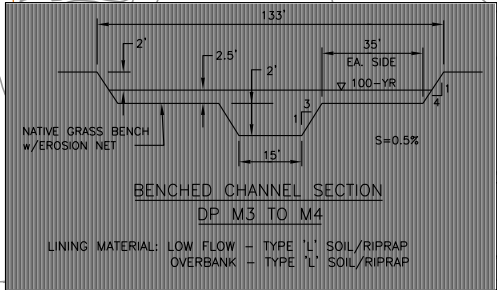 133'
2'
2.5'
2'
35'
EA. SIDE
100-YR
1
4
3
1
NATIVE GRASS BENCH
w/EROSION NET
S=0.5%
15'
BENCHED CHANNEL SECTION
DP M3 TO M4
LINING MATERIAL: LOW FLOW - TYPE 'L' SOIL/RIPRAP
OVERBANK - TYPE 'L' SOIL/RIPRAP